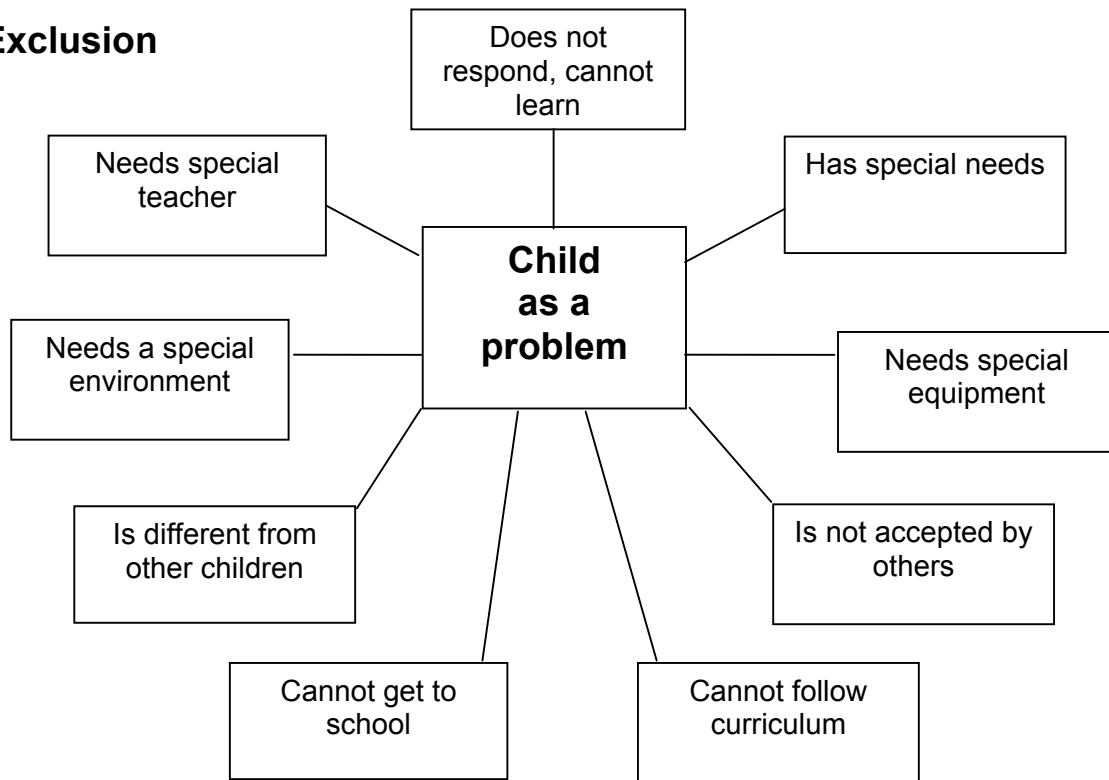 Exclusion
Does not
respond, cannot
learn
Needs special
teacher
Has special needs
Child
as a
problem
Needs a special
environment
Needs special
equipment
Is different from
other children
Is not accepted by
others
Cannot get to
school
Cannot follow
curriculum